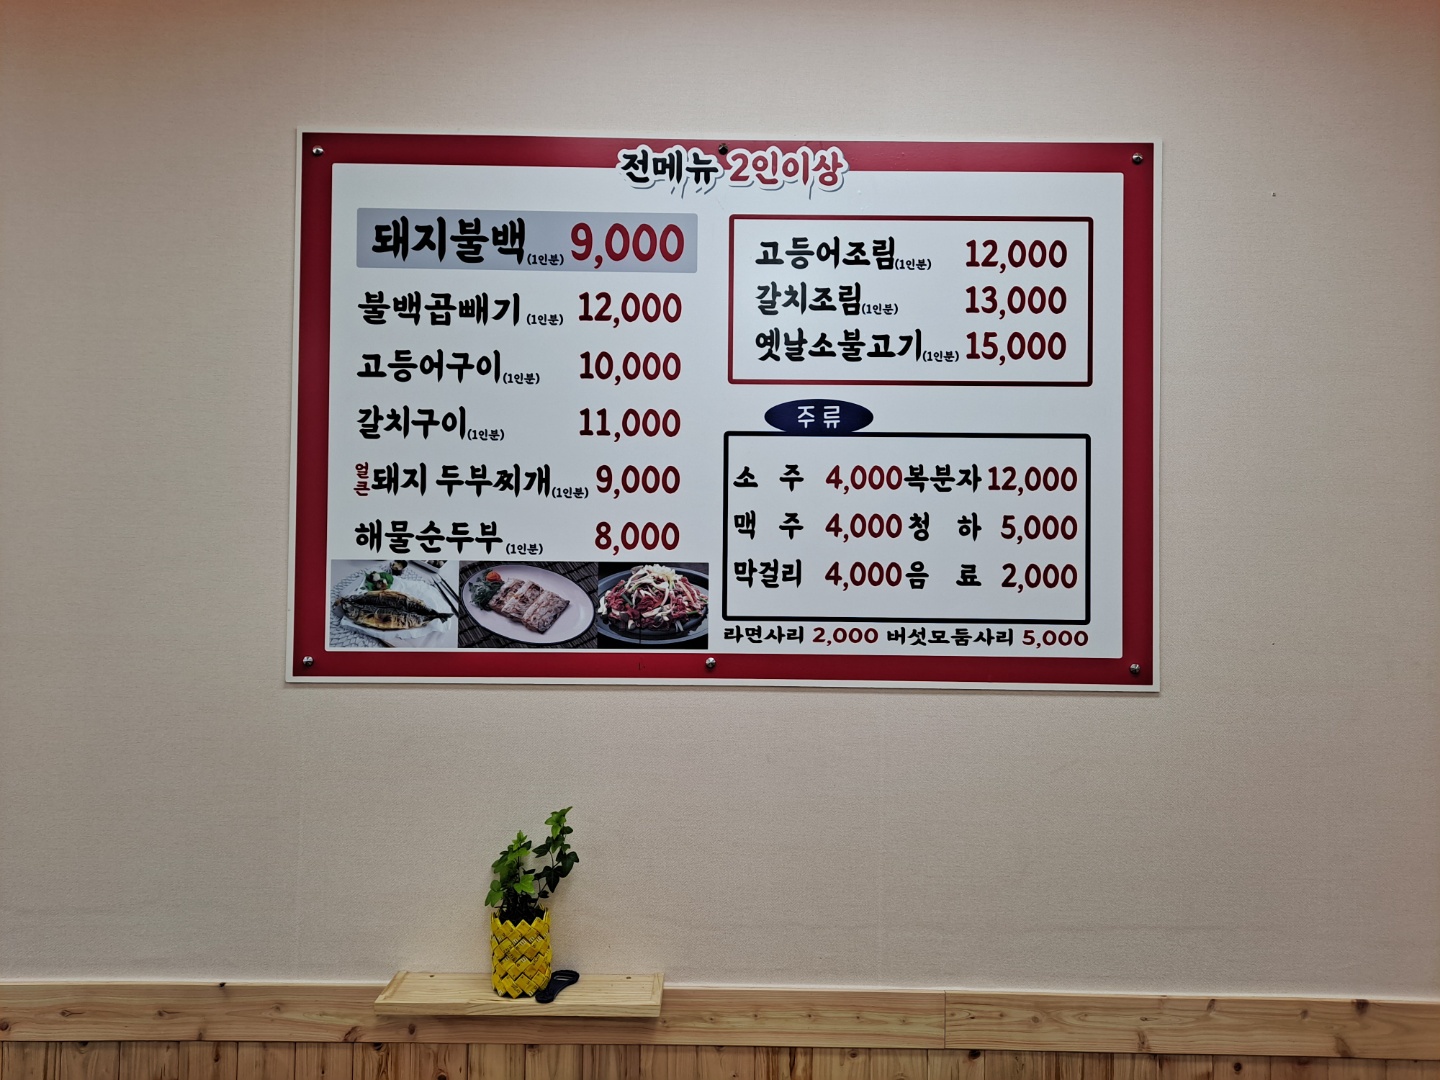 전메뉴 2인이상
돼지불백(1인분) 9,000
불백곱빼기(1인분) 12,000
고등어구이(1인분) 10,000
갈치구이(1인분) 11,000
얼큰돼지 두부찌개(1인분) 9,000
해물순두부(1인분) 8,000
고등어조림(1인분) 12,000
갈치조림(1인분) 13,000
옛날소불고기(1인분) 15,000
주류
소주 4,000 복분자 12,000
맥주 4,000 청하 5,000
막걸리 4,000 음료 2,000
라면사리 2,000 버섯모둠사리 5,000